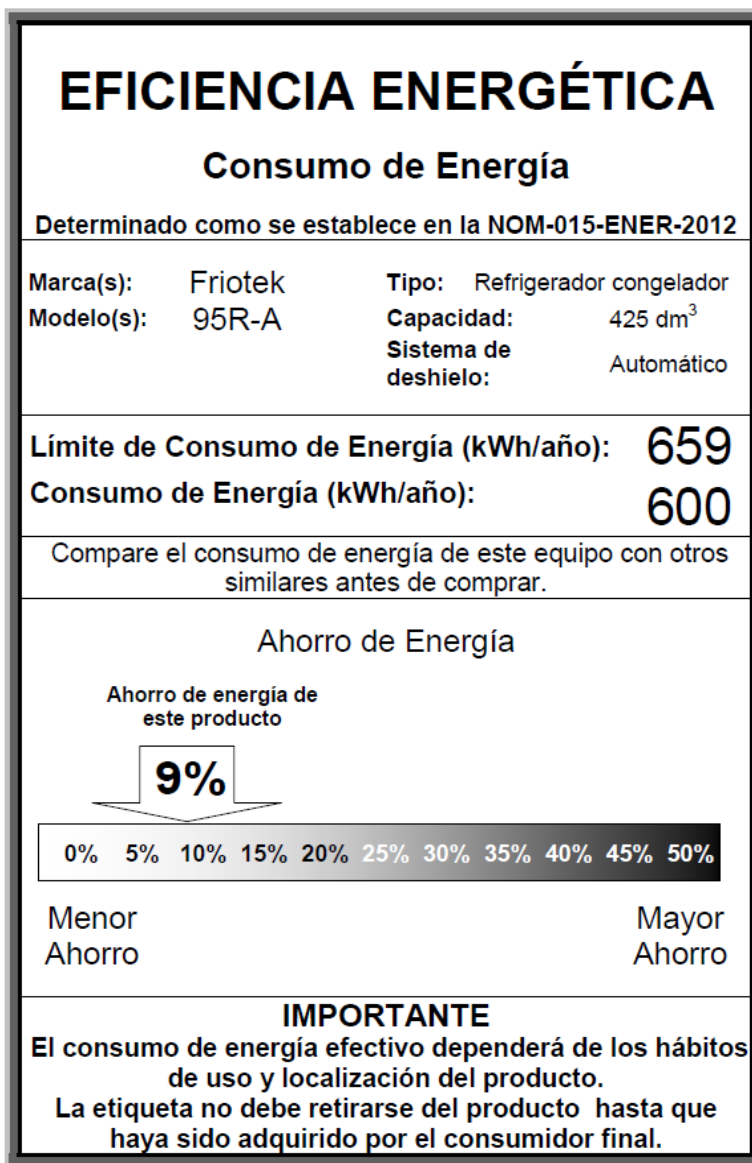 EFICIENCIA ENERGÉTICA
Consumo de Energía
Determinado como se establece en la NOM-015-ENER-2012
Marca(s): Friotek Tipo: Refrigerador congelador
Modelo(s): 95R-A Capacidad: 425 dm³
Sistema de
deshielo: Automático
Límite de Consumo de Energía (kWh/año): 659
Consumo de Energía (kWh/año): 600
Compare el consumo de energía de este equipo con otros
similares antes de comprar.
Ahorro de Energía
Ahorro de energía de
este producto
9%
0% 5% 10% 15% 20% 25% 30% 35% 40% 45% 50%
Menor Mayor
Ahorro Ahorro
IMPORTANTE
El consumo de energía efectivo dependerá de los hábitos
de uso y localización del producto.
La etiqueta no debe retirarse del producto hasta que
haya sido adquirido por el consumidor final.